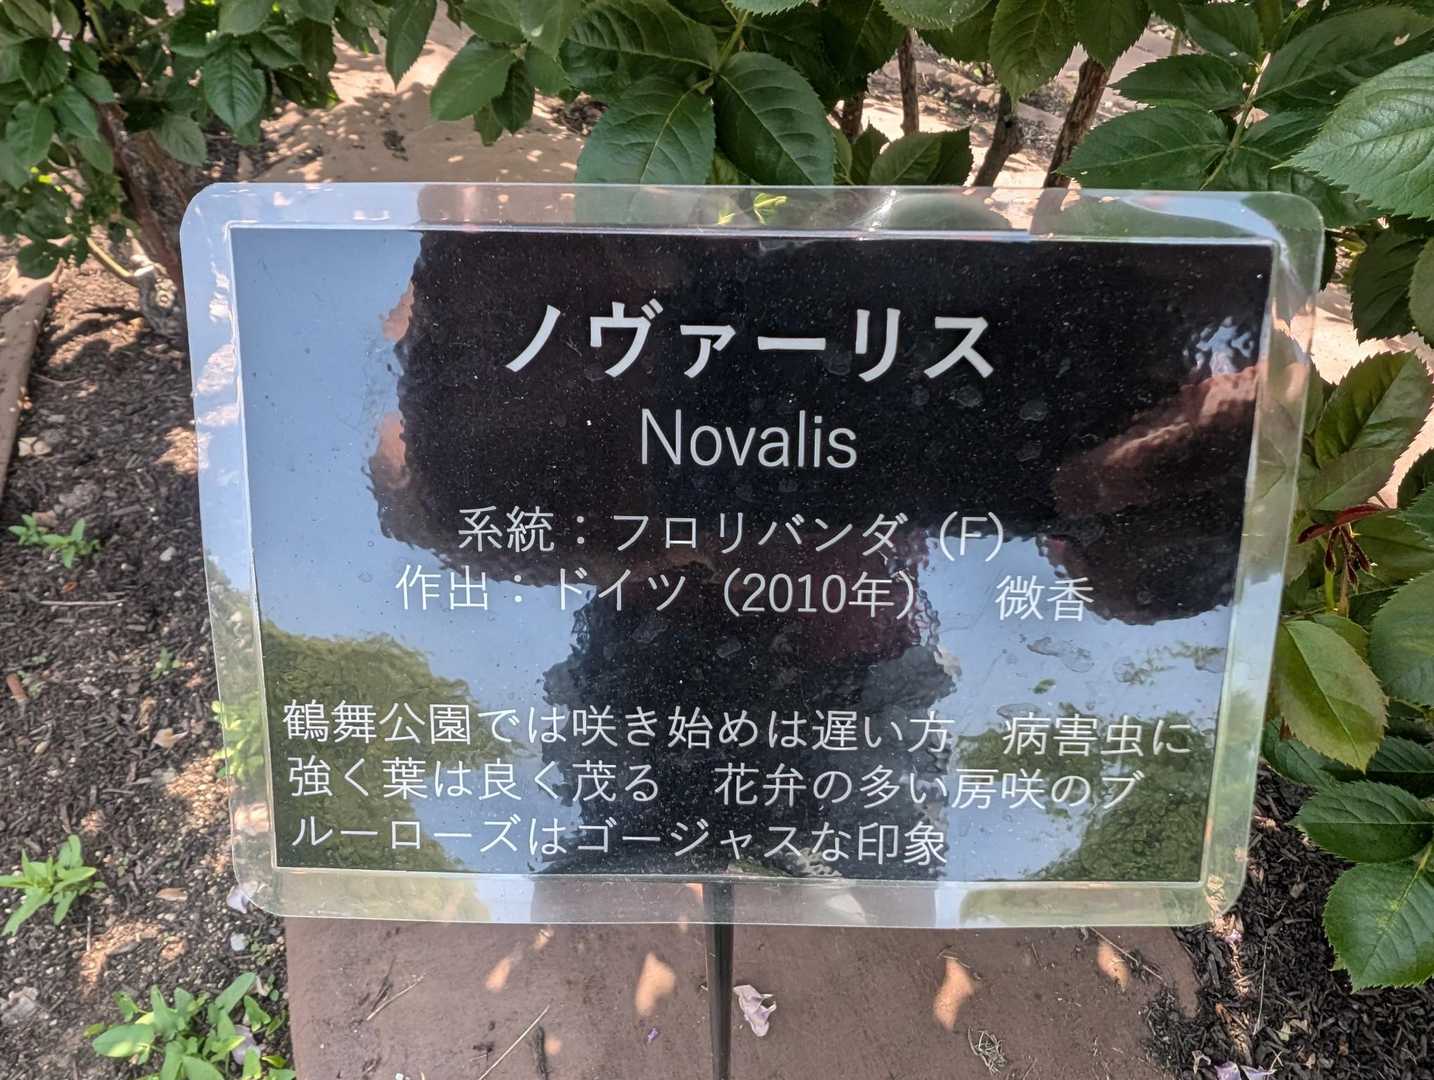 ノヴァーリス
Novalis
系統：フロリバンダ（F）
作出：ドイツ（2010年）　微香
鶴舞公園では咲き始めは遅い方　病害虫に
強く葉は良く茂る　花弁の多い房咲のブ
ルーローズはゴージャスな印象